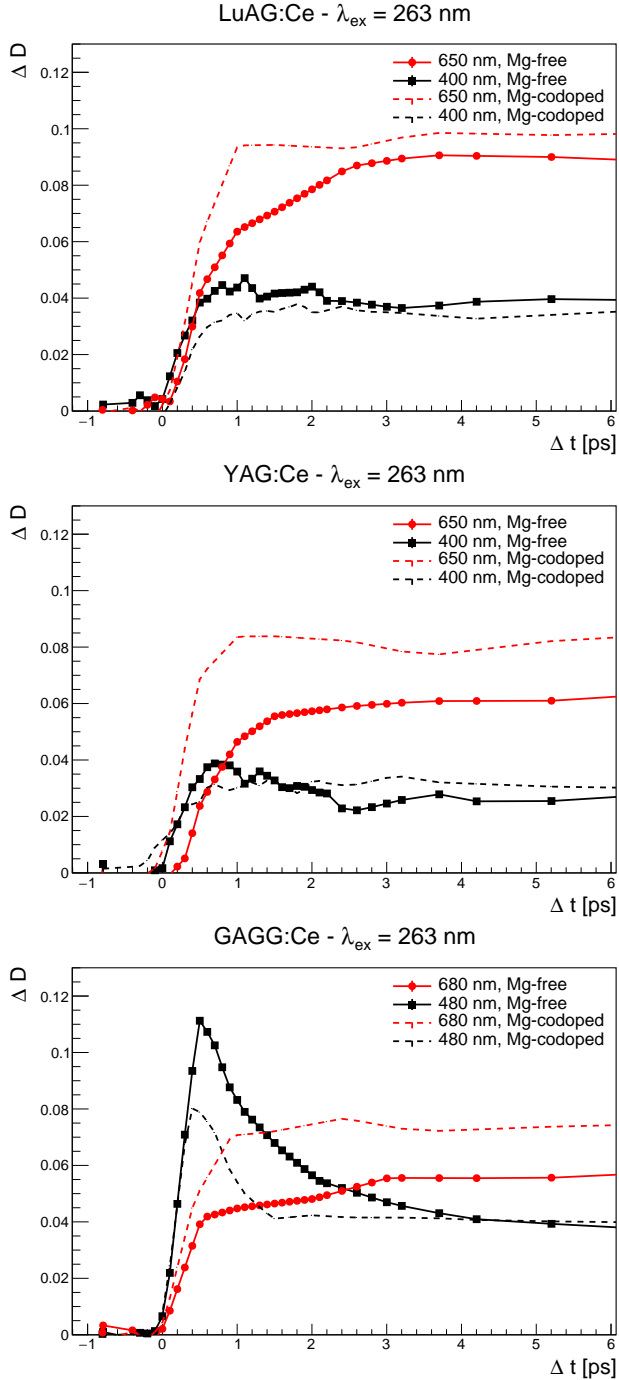 LuAG:Ce - λex = 263 nm
Δ D
650 nm, Mg-free
400 nm, Mg-free
650 nm, Mg-codoped
400 nm, Mg-codoped
0.12
0.1
0.08
0.06
0.04
0.02
0
−1 0 1 2 3 4 5 6
Δ t [ps]
YAG:Ce - λex = 263 nm
Δ D
650 nm, Mg-free
400 nm, Mg-free
650 nm, Mg-codoped
400 nm, Mg-codoped
0.12
0.1
0.08
0.06
0.04
0.02
0
−1 0 1 2 3 4 5 6
Δ t [ps]
GAGG:Ce - λex = 263 nm
Δ D
680 nm, Mg-free
480 nm, Mg-free
680 nm, Mg-codoped
480 nm, Mg-codoped
0.12
0.1
0.08
0.06
0.04
0.02
0
−1 0 1 2 3 4 5 6
Δ t [ps]